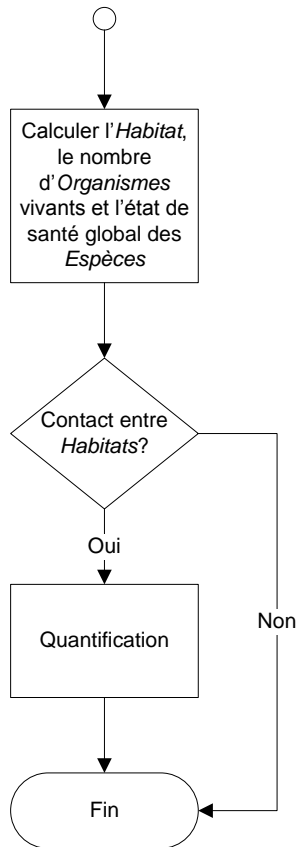 Calculer l'Habitat,
le nombre
d'Organismes
vivants et l'état de
santé global des
Espèces
Contact entre
Habitats?
Oui
Quantification
Non
Fin